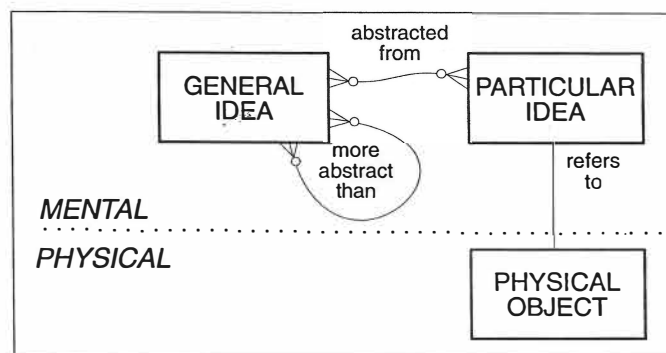 abstracted
from
GENERAL
IDEA
PARTICULAR
IDEA
more
abstract
than
refers
to
MENTAL
PHYSICAL
PHYSICAL
OBJECT